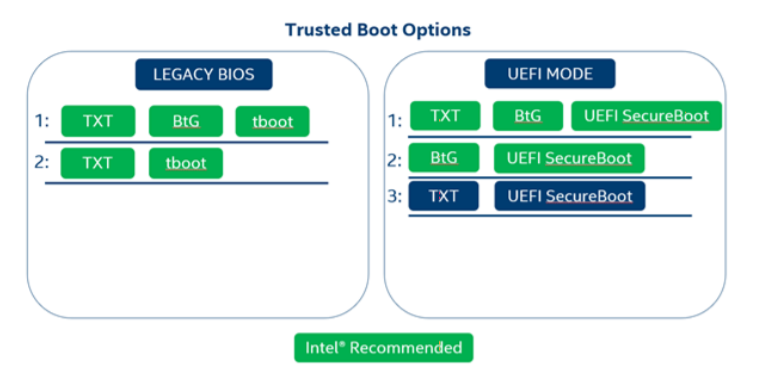 Trusted Boot Options
LEGACY BIOS
1: TXT BtG tboot
2: TXT tboot
UEFI MODE
1: TXT BtG UEFI SecureBoot
2: BtG UEFI SecureBoot
3: TXT UEFI SecureBoot
Intel® Recommended